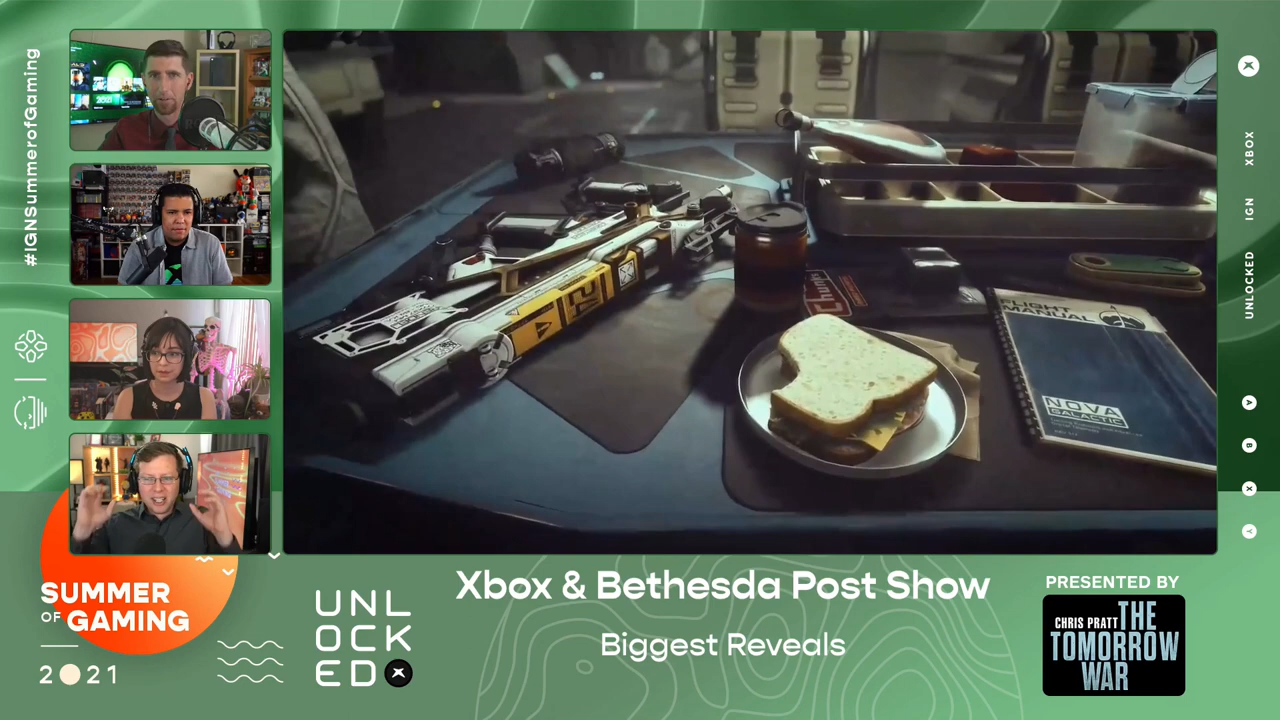 #IGNSummerofGaming
Chunks
FLIGHT
MANUAL
NOVA
GALACTIC
XBOX
IGN
UNLOCKED
A
B
X
Y
SUMMER
OF GAMING
2021
UNL
OCK
ED
Xbox & Bethesda Post Show
Biggest Reveals
PRESENTED BY
CHRIS PRATT THE
TOMORROW
WAR